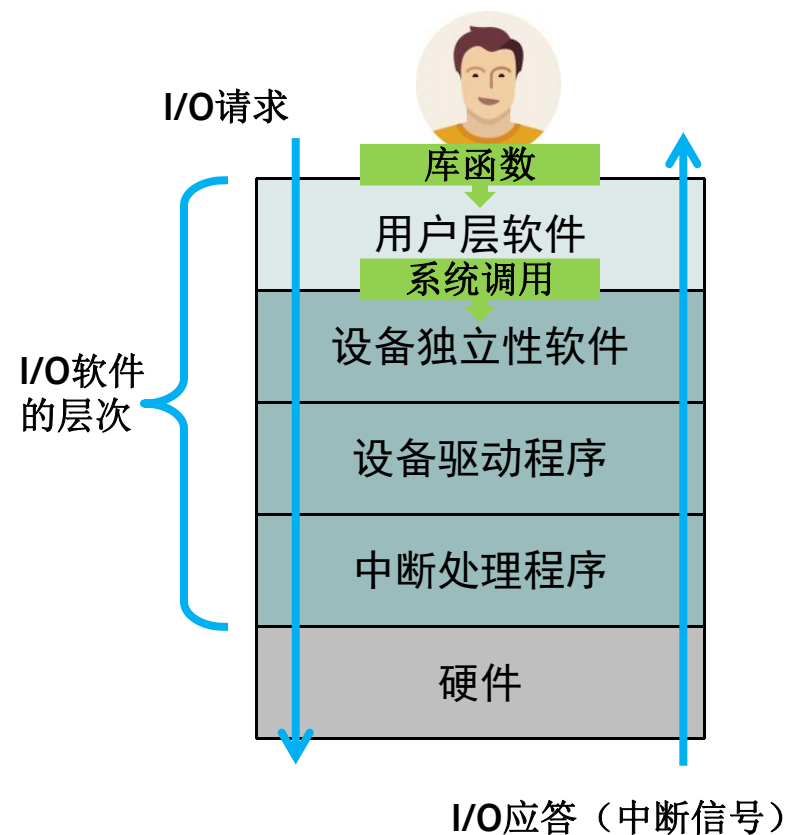 I/O请求
库函数
用户层软件
系统调用
设备独立性软件
I/O软件
的层次
设备驱动程序
中断处理程序
硬件
I/O应答（中断信号）